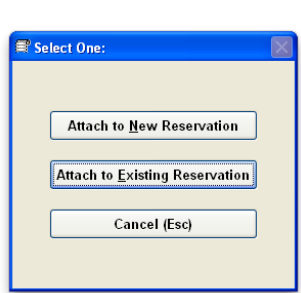 Select One:
Attach to New Reservation
Attach to Existing Reservation
Cancel (Esc)